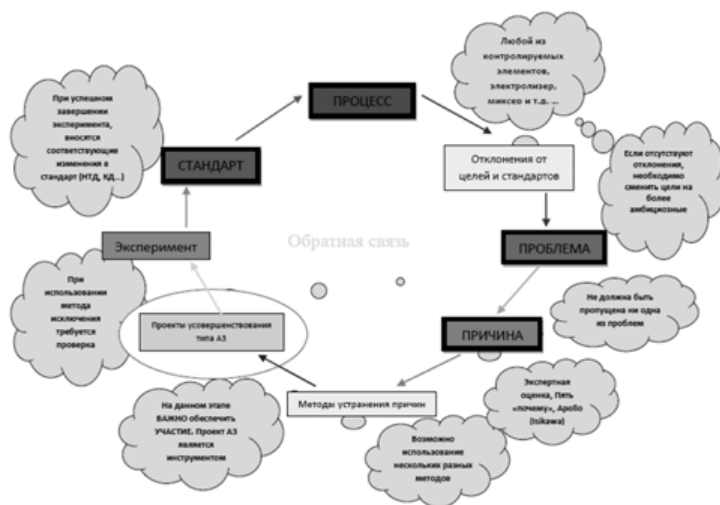 Любой из
контролируемых
элементов,
электролизер,
миксер и т.д. ...
ПРОЦЕСС
При успешном
завершении
эксперимента,
вносятся
соответствующие
изменения в
стандарт (НТД, КД...)
СТАНДАРТ
Отклонения от
целей и стандартов
Если отсутствуют
отклонения,
необходимо
сменить цели на
более
амбициозные
Эксперимент
Обратная связь
ПРОБЛЕМА
При
использовании
метода
исключения
требуется
проверка
Не должна быть
пропущена ни одна
из проблем
Проекты усовершенствования
типа А3
ПРИЧИНА
Экспертная
оценка, Пять
«почему», Apollo
(Isikawa)
На данном этапе
ВАЖНО обеспечить
УЧАСТИЕ. Проект А3
является
инструментом
Методы устранения причин
Возможно
использование
нескольких разных
методов